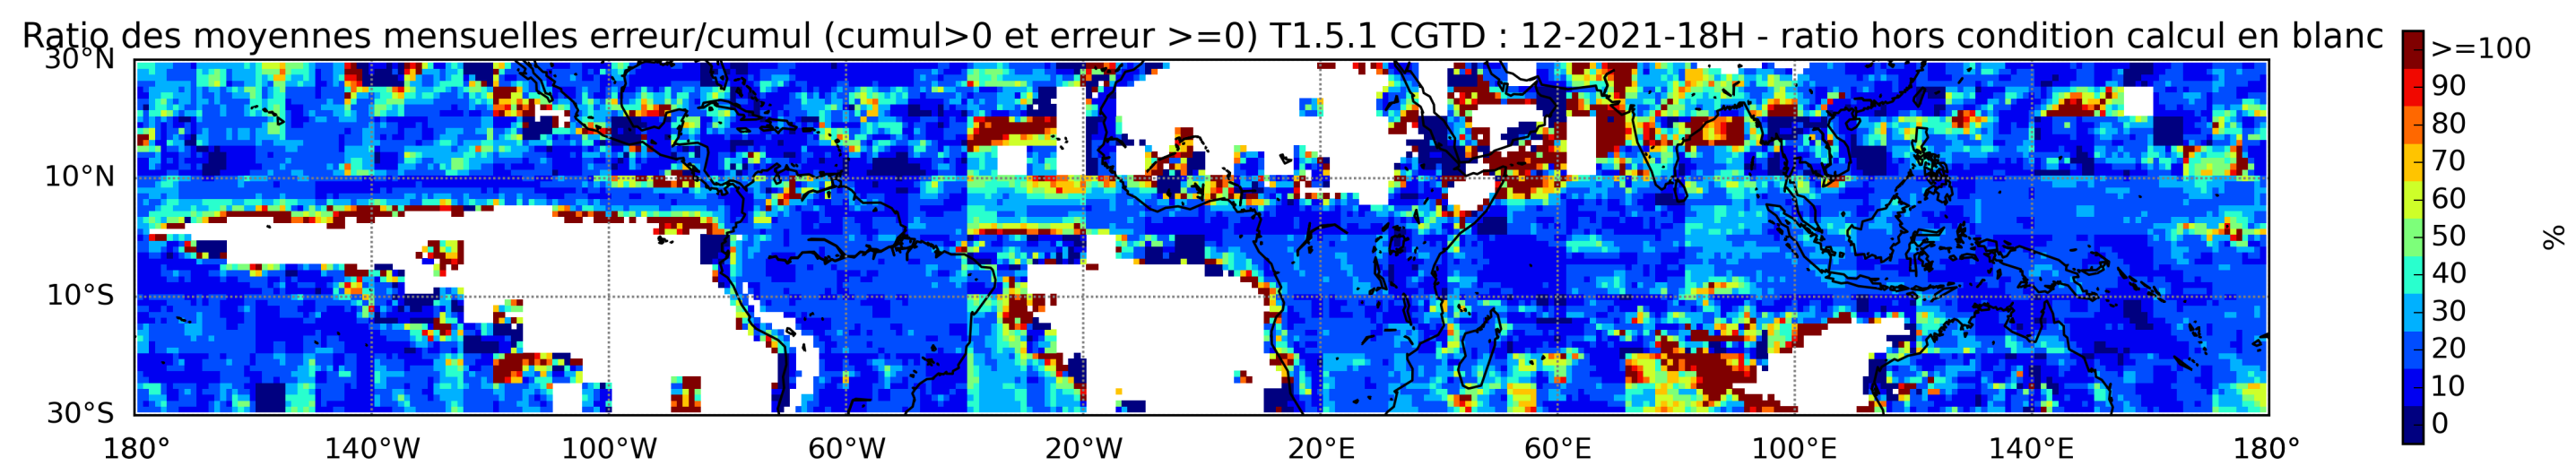 Ratio des moyennes mensuelles erreur/cumul (cumul>0 et erreur >=0) T1.5.1 CGTD : 12-2021-18H - ratio hors condition calcul en blanc
30°N
10°N
10°S
30°S
180° 140°W 100°W 60°W 20°W 20°E 60°E 100°E 140°E 180°
>=100
90
80
70
60
50
40
30
20
10
0
%